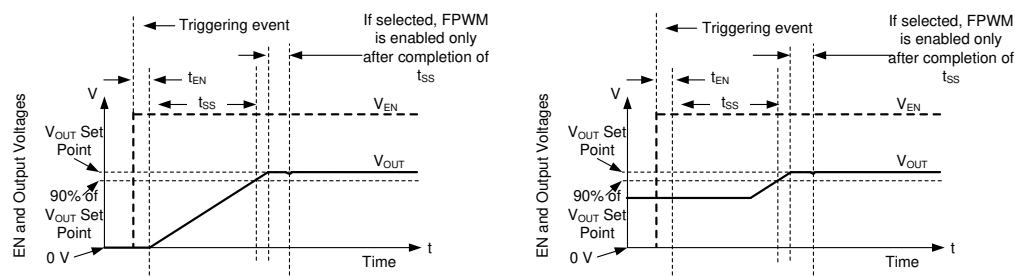 Triggering event
If selected, FPWM
is enabled only
after completion of
tSS
tEN
V
tSS
VEN
VOUT Set
Point
VOUT
90% of
VOUT Set
Point
0 V
t
Time
EN and Output Voltages
Triggering event
If selected, FPWM
is enabled only
after completion of
tSS
tEN
V
tSS
VEN
VOUT Set
Point
VOUT
90% of
VOUT Set
Point
0 V
t
Time
EN and Output Voltages